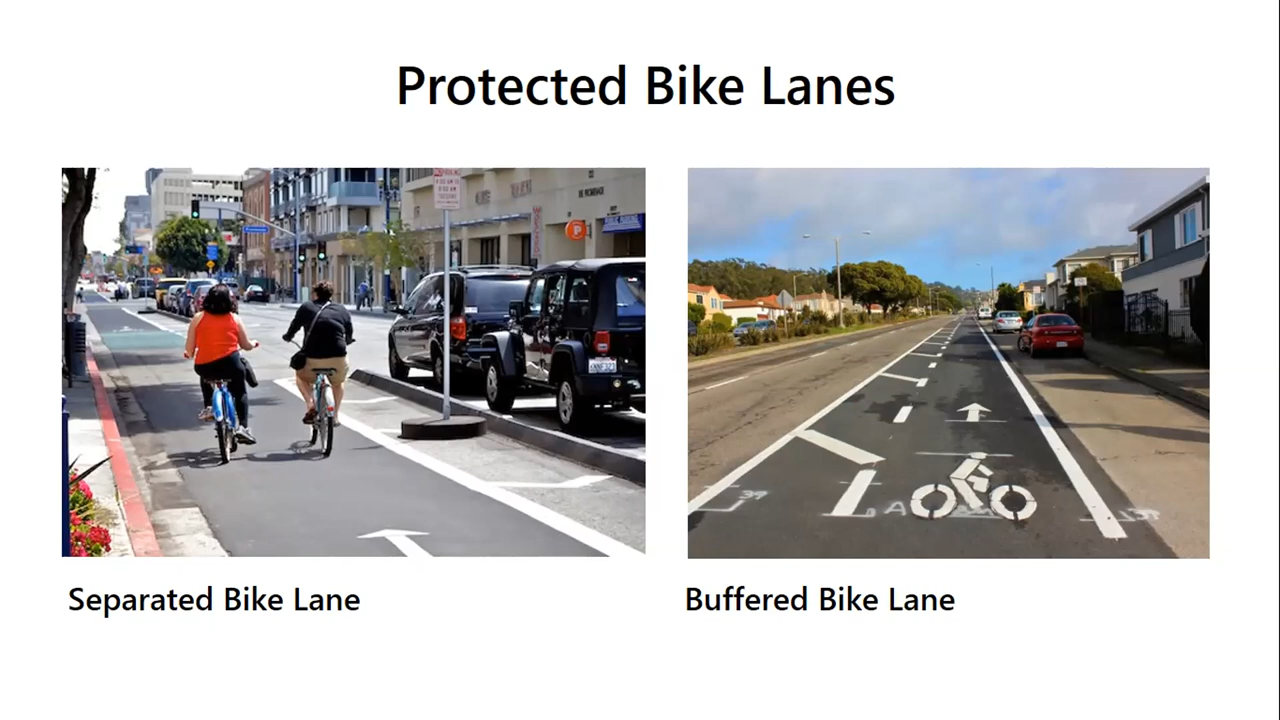 Protected Bike Lanes
Separated Bike Lane
Buffered Bike Lane